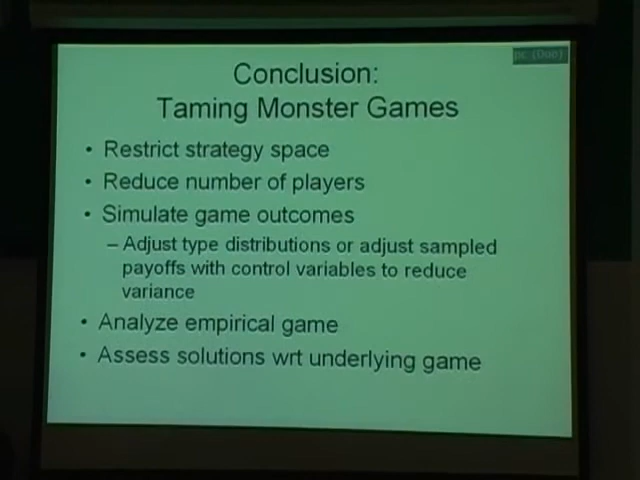 Conclusion:
Taming Monster Games
• Restrict strategy space
• Reduce number of players
• Simulate game outcomes
– Adjust type distributions or adjust sampled
payoffs with control variables to reduce
variance
• Analyze empirical game
• Assess solutions wrt underlying game